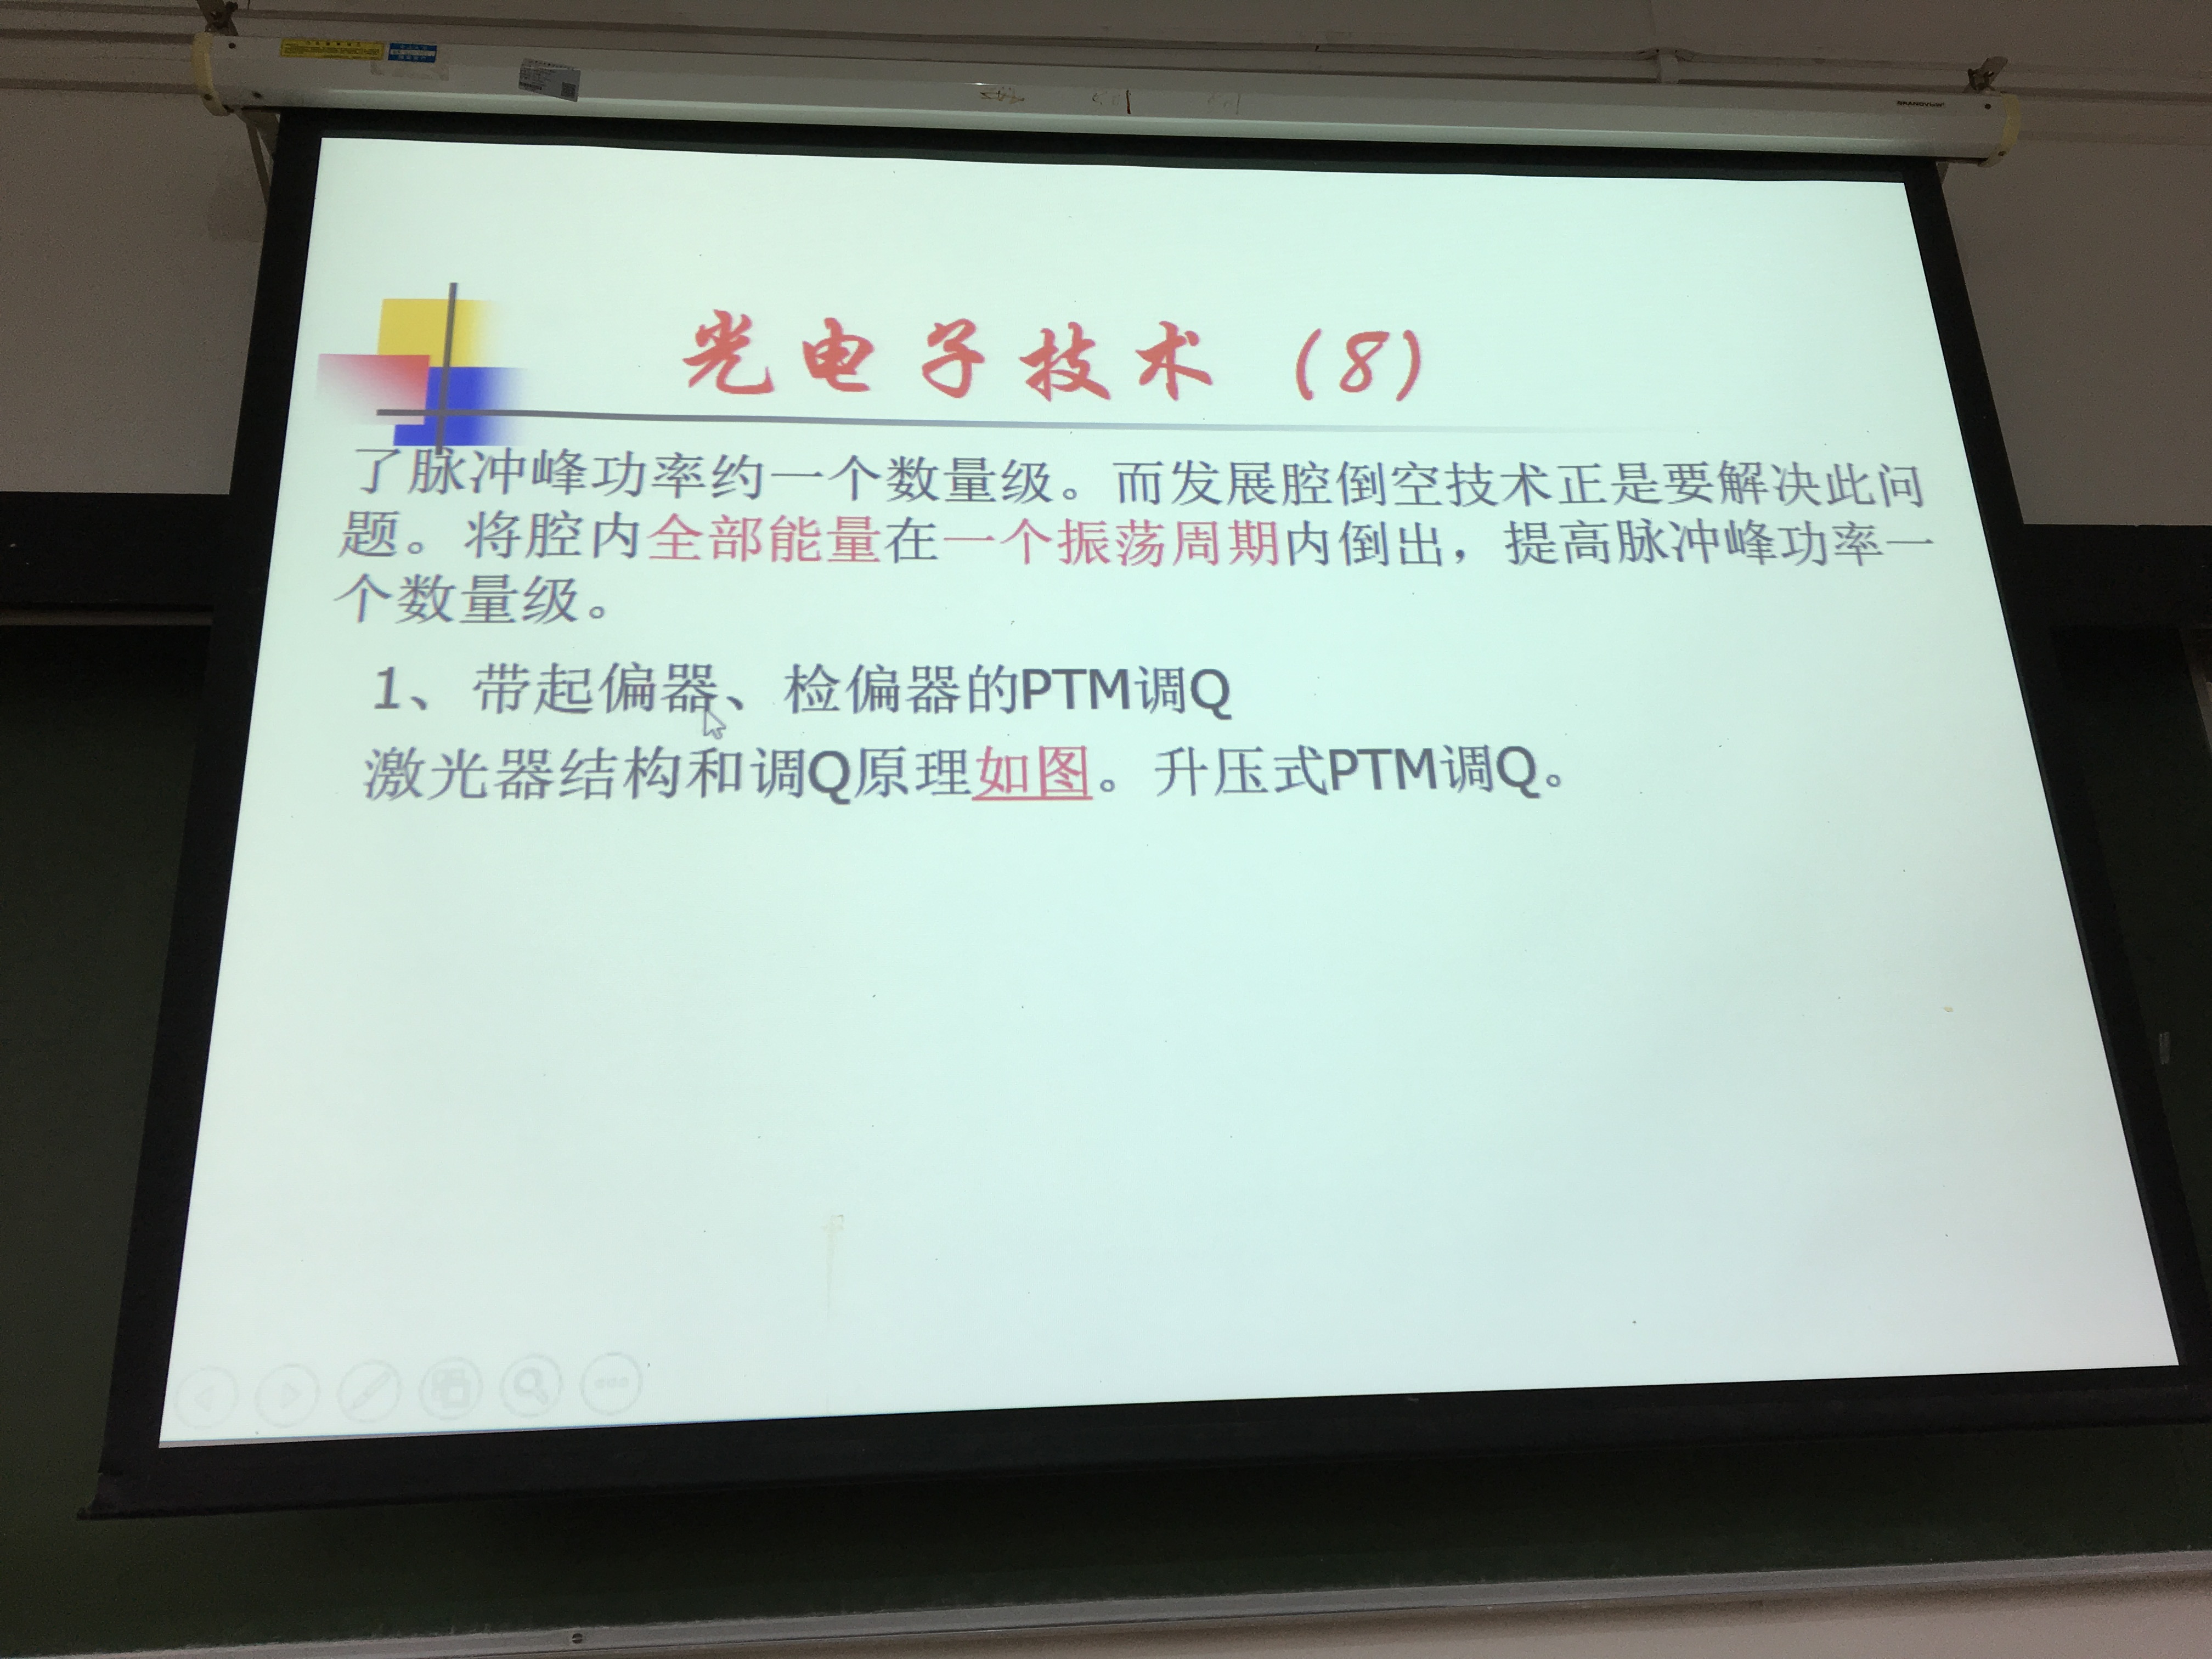 光电子技术（8）
了脉冲峰功率约一个数量级。而发展腔倒空技术正是要解决此问
题。将腔内全部能量在一个振荡周期内倒出，提高脉冲峰功率一
个数量级。
1、带起偏器、检偏器的PTM调Q
激光器结构和调Q原理如图。升压式PTM调Q。